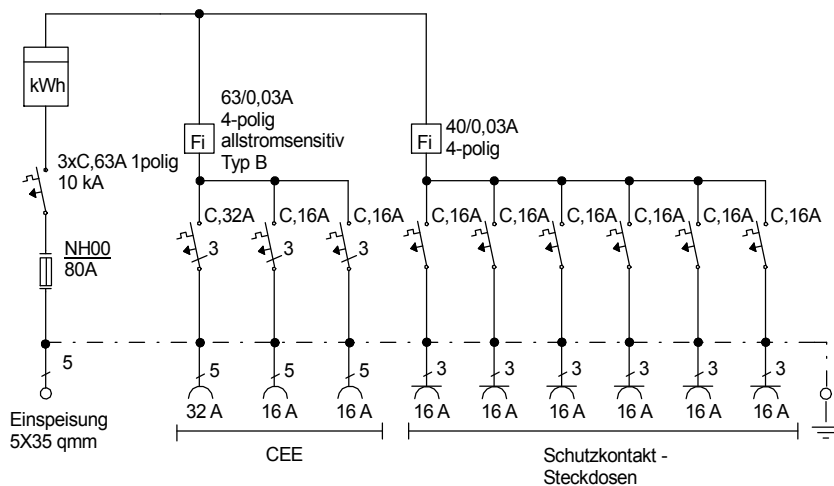 kWh
63/0,03A
4-polig
allstromsensitiv
Typ B
Fi
40/0,03A
4-polig
Fi
3xC,63A 1polig
10 kA
NH00
80A
C,32A
C,16A
C,16A
C,16A
C,16A
C,16A
C,16A
C,16A
C,16A
3
3
3
5
5
5
5
3
3
3
3
3
3
32 A
16 A
16 A
16 A
16 A
16 A
16 A
16 A
16 A
Einspeisung
5X35 qmm
CEE
Schutzkontakt -
Steckdosen